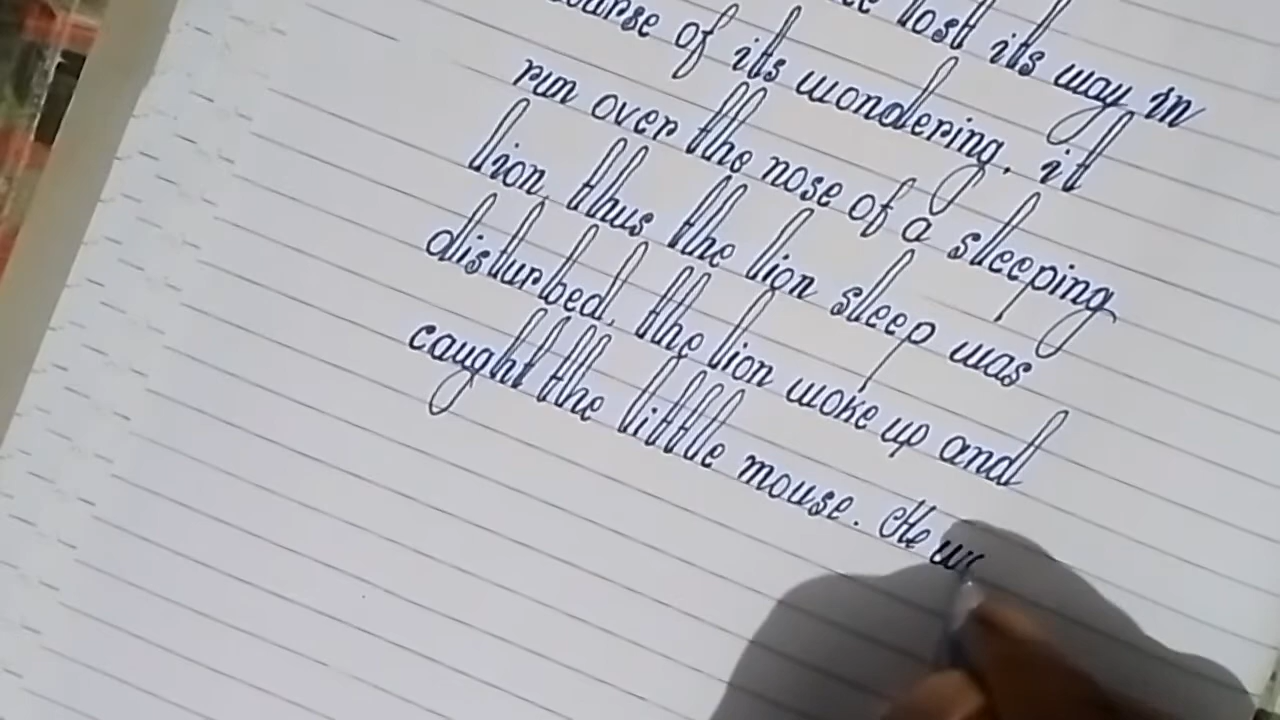 lost its way in
of its wondering. it
run over the nose of a sleeping
lion. thus the lion sleep was
disturbed. the lion woke up and
caught the little mouse. He